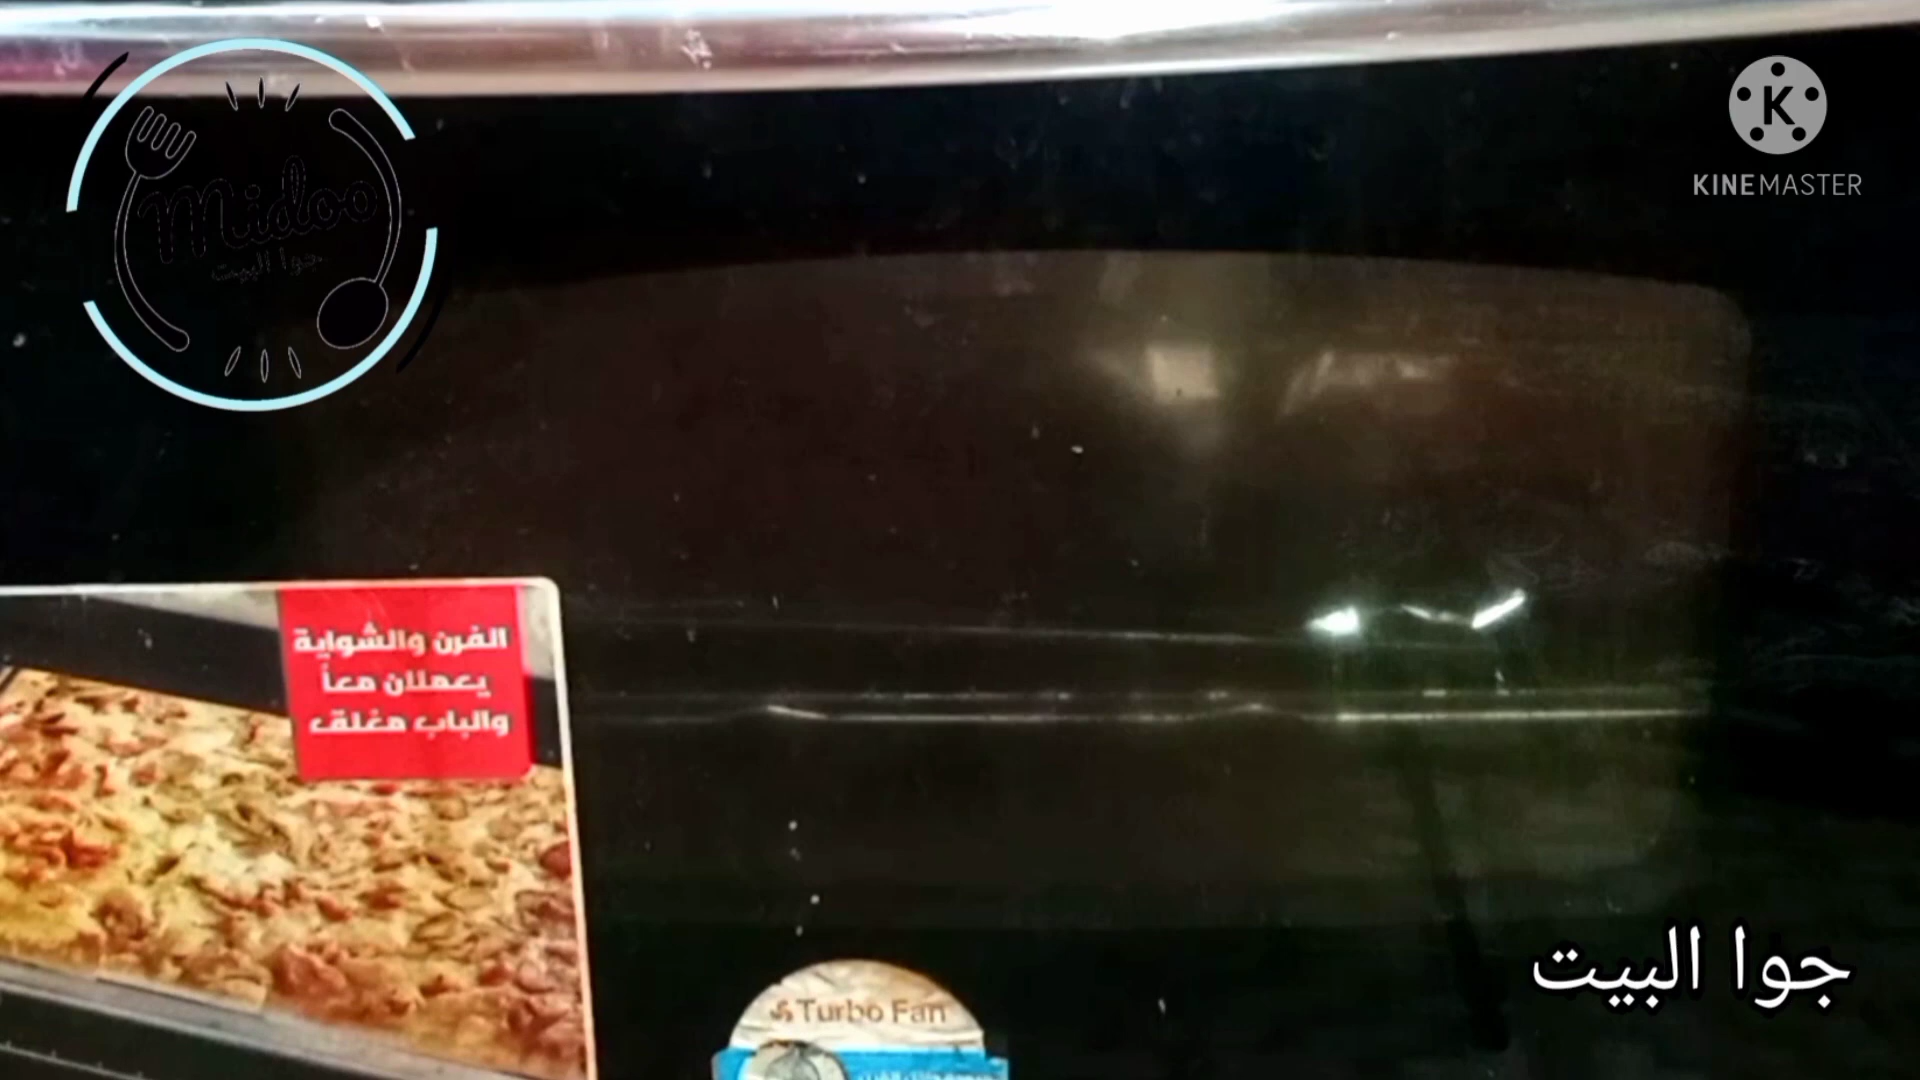 Midoo
جوا البيت
K
KINEMASTER
الفرن والشواية
يعملان معاً
والباب مغلق
Turbo Fan
جوا البيت